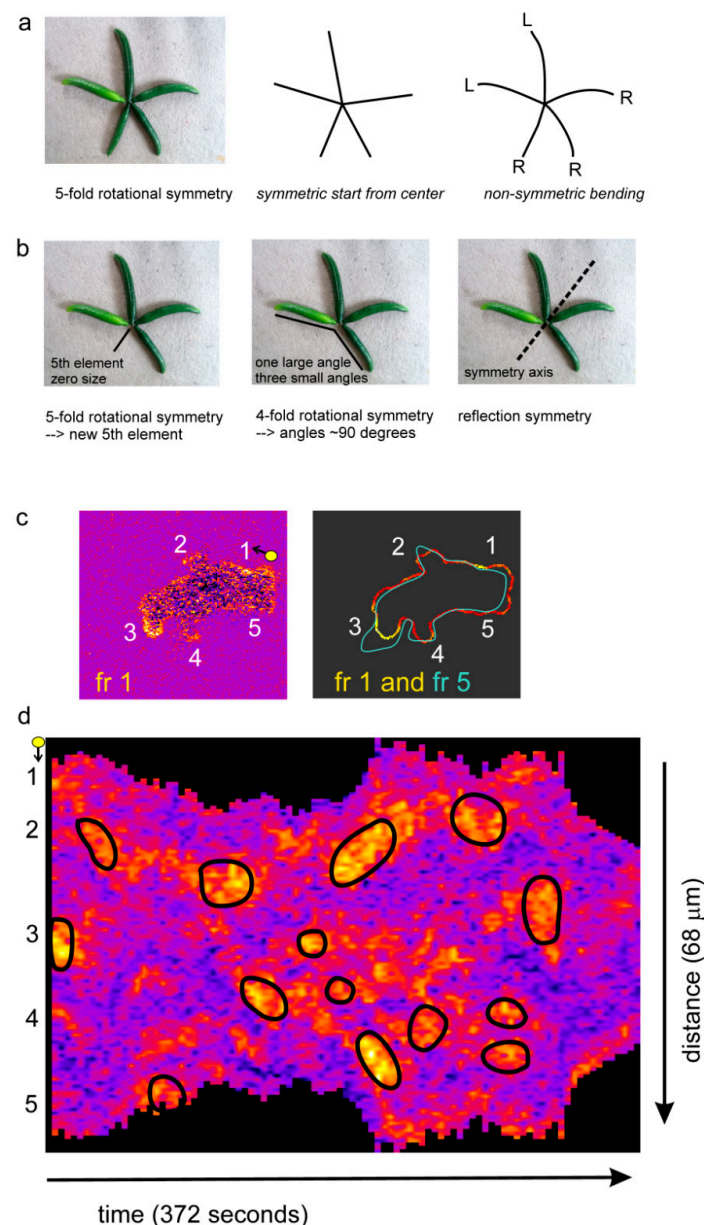 a
L
L
R
R
R
5-fold rotational symmetry
symmetric start from center
non-symmetric bending
b
5th element
zero size
one large angle
three small angles
symmetry axis
5-fold rotational symmetry
--> new 5th element
4-fold rotational symmetry
--> angles ~90 degrees
reflection symmetry
c
2
1
3
4
5
fr 1
2
1
3
4
5
fr 1 and fr 5
d
1
2
3
4
5
distance (68 μm)
time (372 seconds)